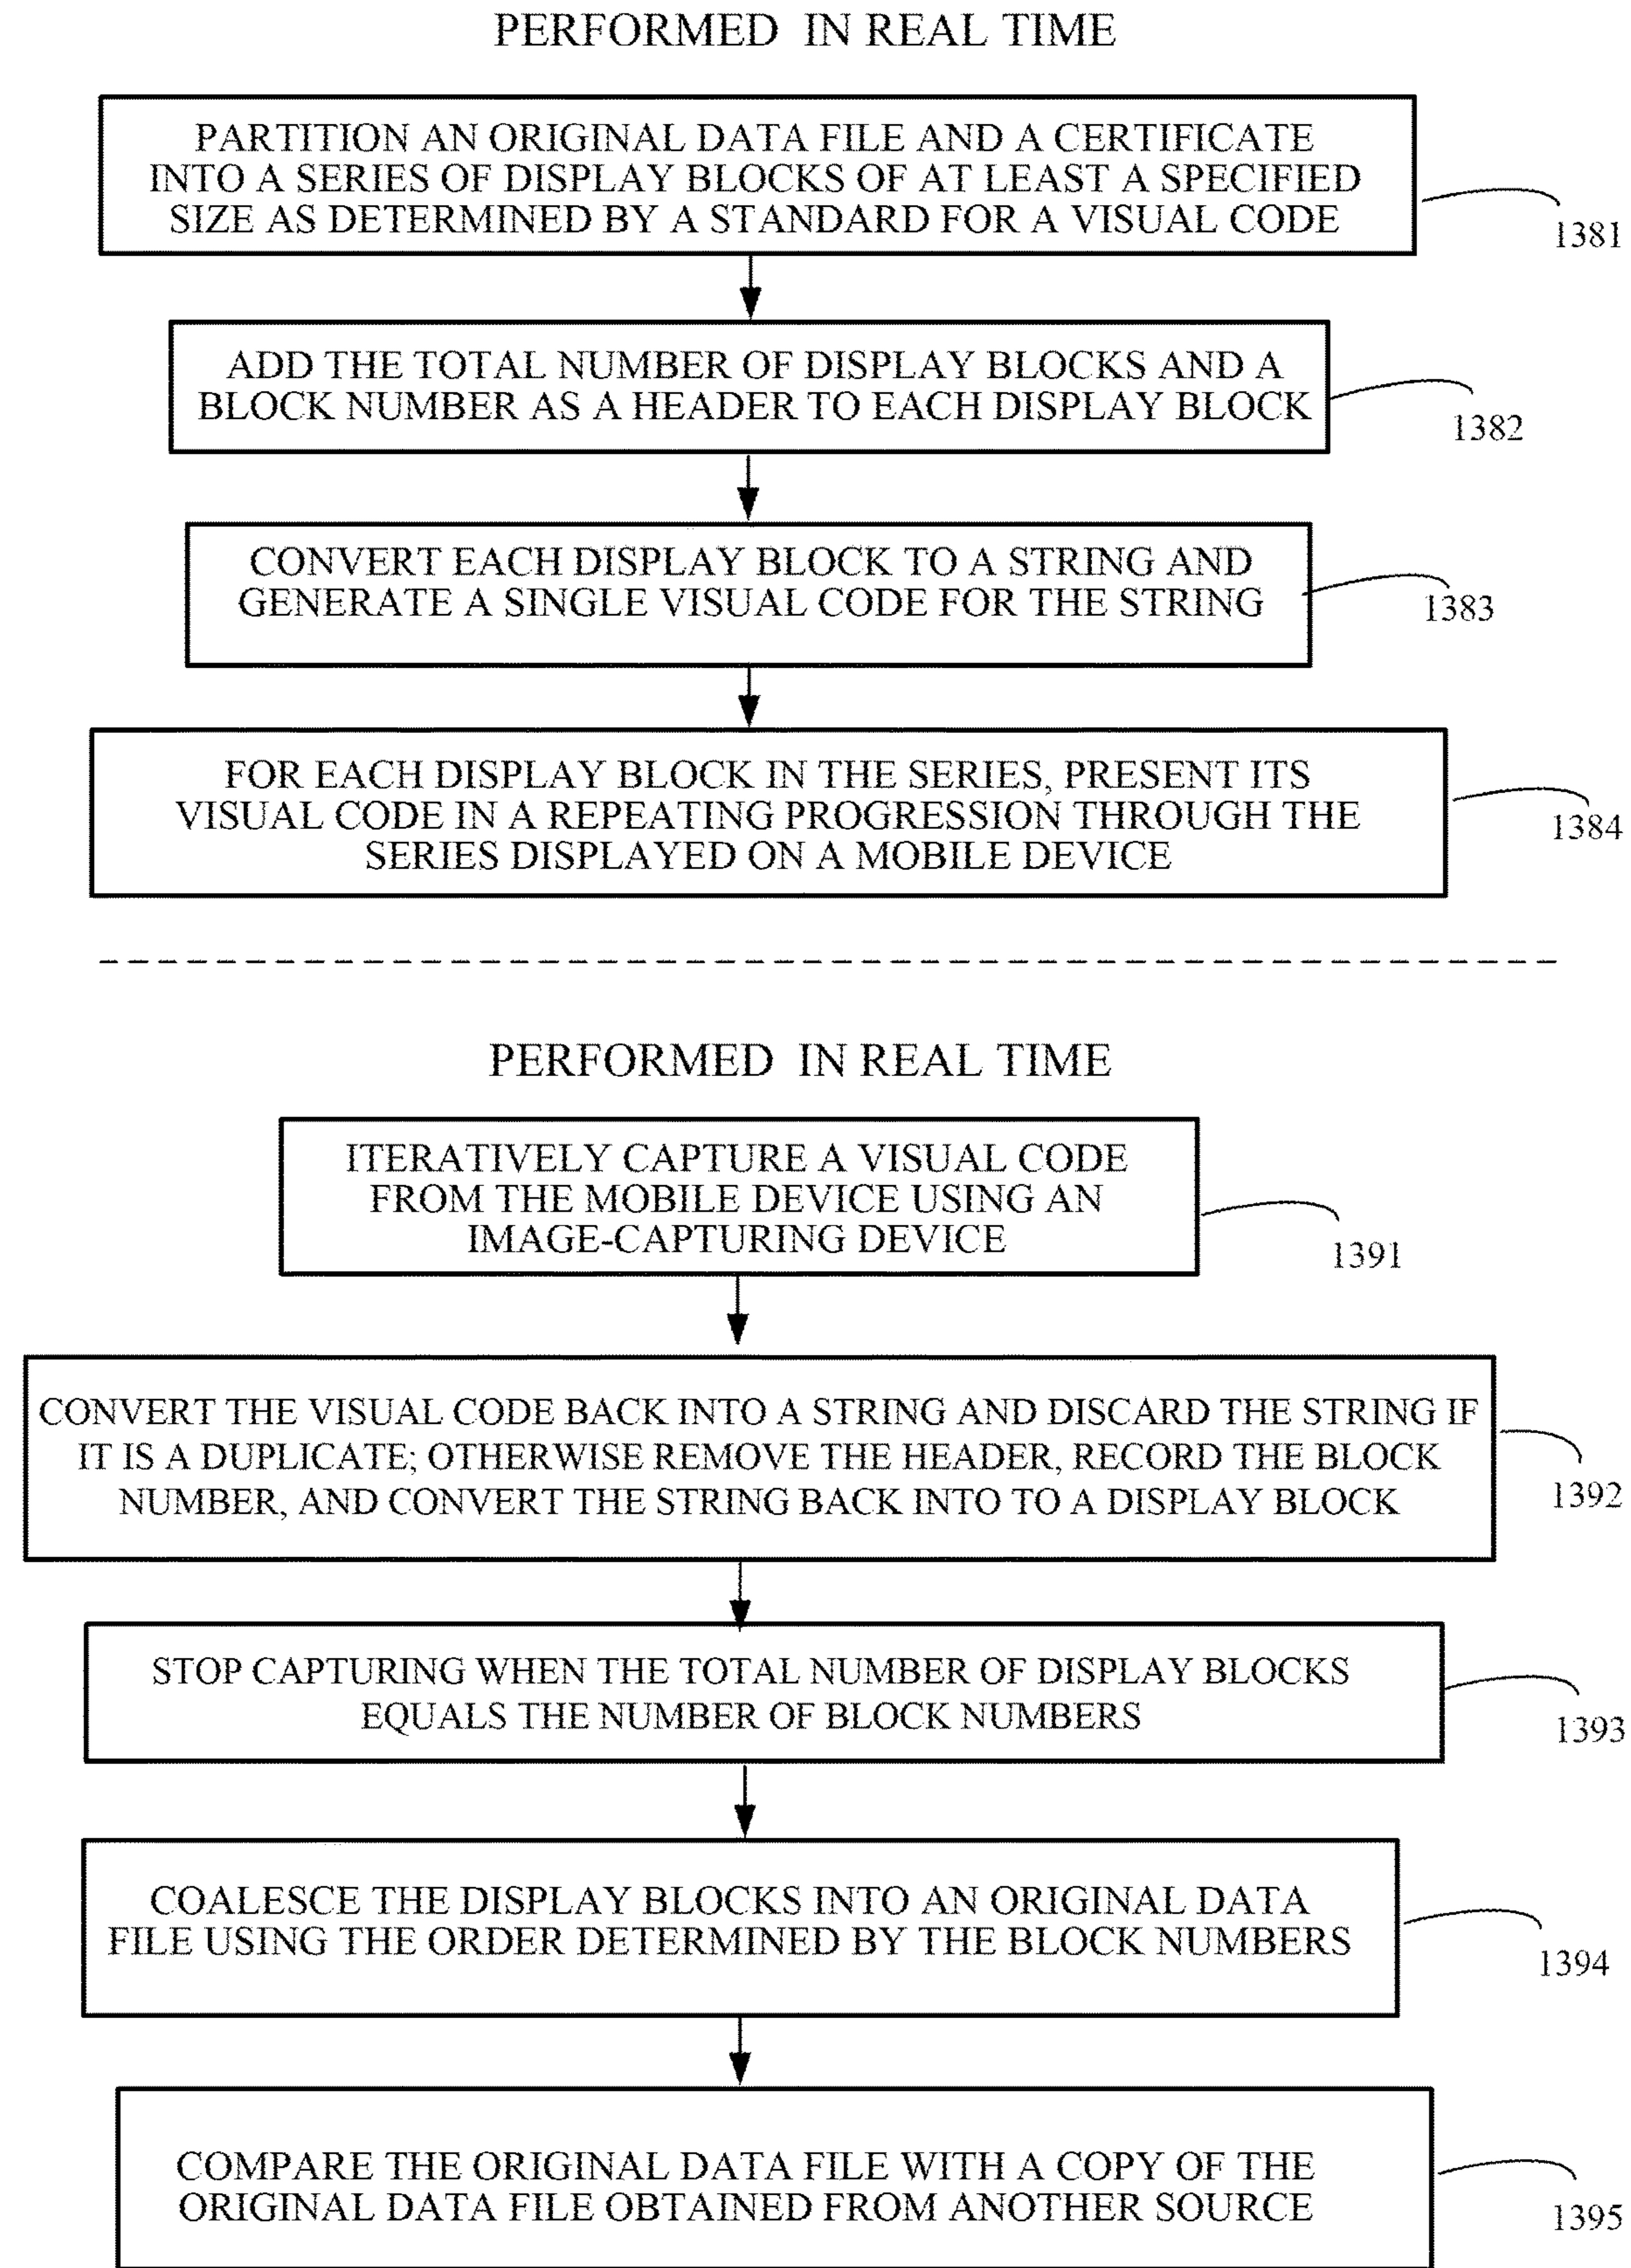 PERFORMED IN REAL TIME
PARTITION AN ORIGINAL DATA FILE AND A CERTIFICATE
INTO A SERIES OF DISPLAY BLOCKS OF AT LEAST A SPECIFIED
SIZE AS DETERMINED BY A STANDARD FOR A VISUAL CODE
1381
ADD THE TOTAL NUMBER OF DISPLAY BLOCKS AND A
BLOCK NUMBER AS A HEADER TO EACH DISPLAY BLOCK
1382
CONVERT EACH DISPLAY BLOCK TO A STRING AND
GENERATE A SINGLE VISUAL CODE FOR THE STRING
1383
FOR EACH DISPLAY BLOCK IN THE SERIES, PRESENT ITS
VISUAL CODE IN A REPEATING PROGRESSION THROUGH THE
SERIES DISPLAYED ON A MOBILE DEVICE
1384
PERFORMED IN REAL TIME
ITERATIVELY CAPTURE A VISUAL CODE
FROM THE MOBILE DEVICE USING AN
IMAGE-CAPTURING DEVICE
1391
CONVERT THE VISUAL CODE BACK INTO A STRING AND DISCARD THE STRING IF
IT IS A DUPLICATE; OTHERWISE REMOVE THE HEADER, RECORD THE BLOCK
NUMBER, AND CONVERT THE STRING BACK INTO TO A DISPLAY BLOCK
1392
STOP CAPTURING WHEN THE TOTAL NUMBER OF DISPLAY BLOCKS
EQUALS THE NUMBER OF BLOCK NUMBERS
1393
COALESCE THE DISPLAY BLOCKS INTO AN ORIGINAL DATA
FILE USING THE ORDER DETERMINED BY THE BLOCK NUMBERS
1394
COMPARE THE ORIGINAL DATA FILE WITH A COPY OF THE
ORIGINAL DATA FILE OBTAINED FROM ANOTHER SOURCE
1395